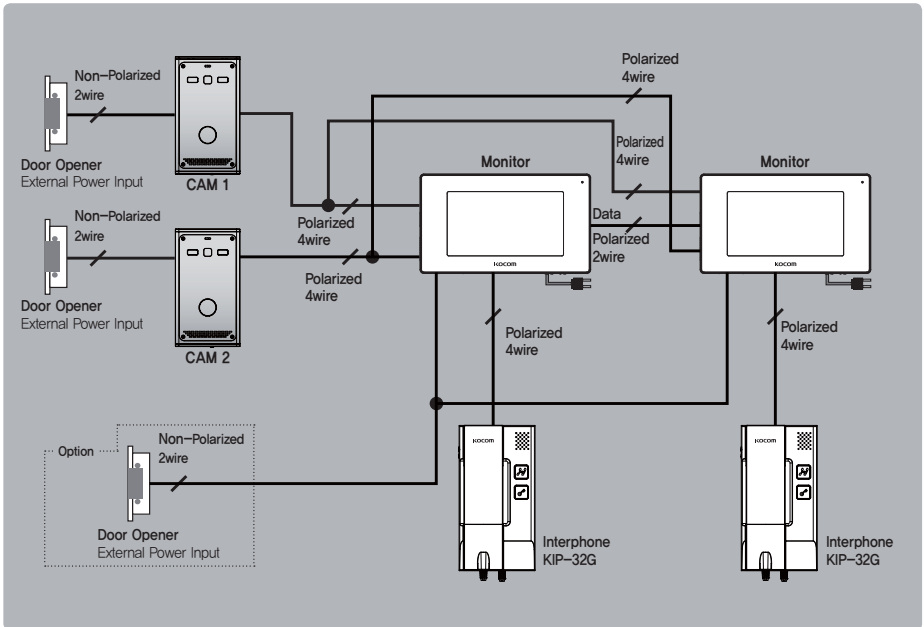 Non-Polarized
2wire
Door Opener
External Power Input
CAM 1
Non-Polarized
2wire
Door Opener
External Power Input
CAM 2
Polarized
4wire
Polarized
4wire
Polarized
4wire
Polarized
4wire
Monitor
KOCOM
Data
Polarized
2wire
Monitor
KOCOM
Polarized
4wire
Polarized
4wire
Option
Non-Polarized
2wire
Door Opener
External Power Input
KOCOM
Interphone
KIP-32G
KOCOM
Interphone
KIP-32G